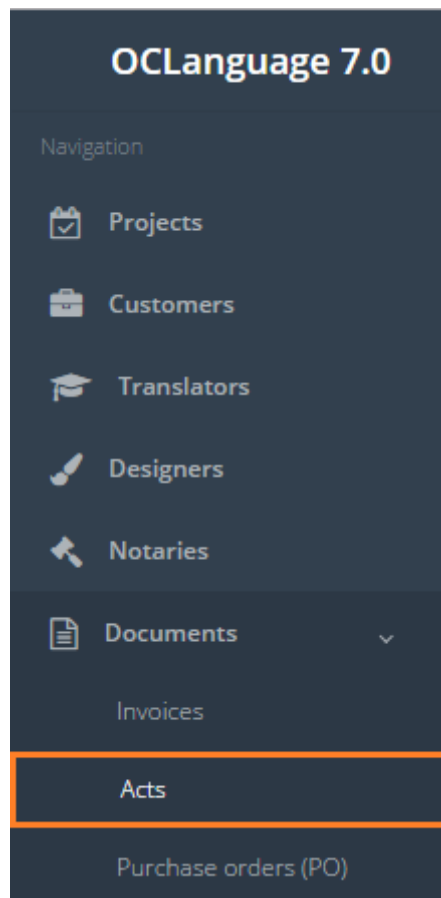 OCLanguage 7.0
Navigation
Projects
Customers
Translators
Designers
Notaries
Documents
Invoices
Acts
Purchase orders (PO)